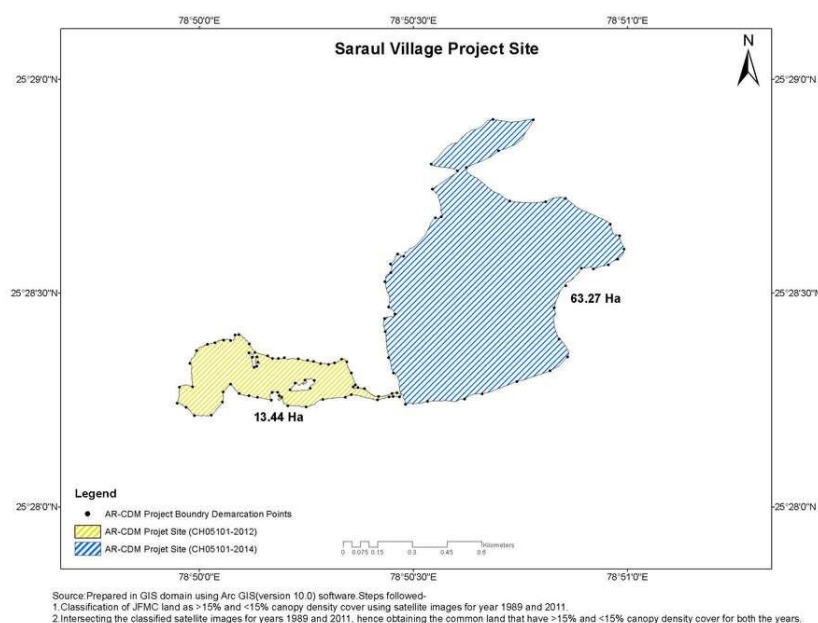 78°50'0"E 78°50'30"E 78°51'0"E
Saraul Village Project Site
N
25°29'0"N 25°29'0"N
25°28'30"N 25°28'30"N
63.27 Ha
13.44 Ha
Legend
AR-CDM Project Boundry Demarcation Points
25°28'0"N 25°28'0"N
AR-CDM Projet Site (CH05101-2012)
AR-CDM Projet Site (CH05101-2014)
Kilometers
0 0.075 0.15 0.3 0.45 0.6
78°50'0"E 78°50'30"E 78°51'0"E
Source:Prepared in GIS domain using Arc GIS(version 10.0) software.Steps followed-
1.Classification of JFMC land as >15% and <15% canopy density cover using satellite images for year 1989 and 2011.
2.Intersecting the classified satellite images for years 1989 and 2011, hence obtaining the common land that have >15% and <15% canopy density cover for both the years.